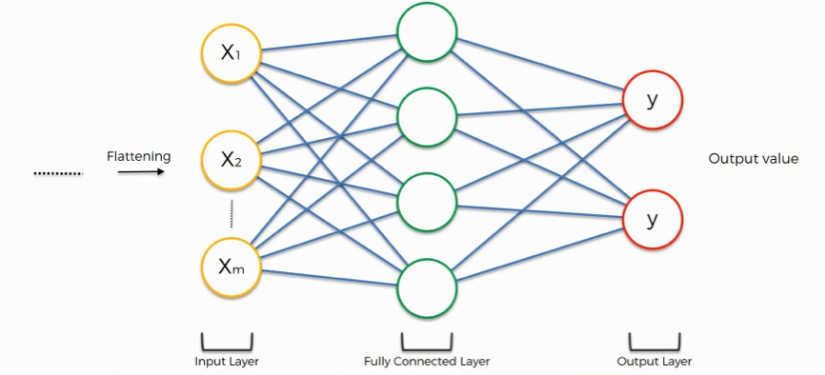 X1
y
Flattening
X2
Output value
y
Xm
Input Layer
Fully Connected Layer
Output Layer